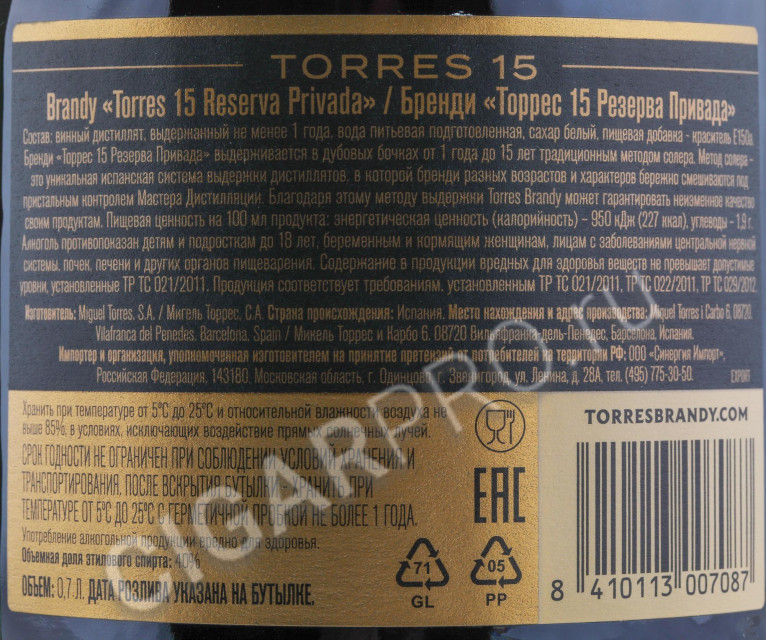 TORRES 15
Brandy «Torres 15 Reserva Privada» / Бренди «Торрес 15 Резерва Привада»
Состав: винный дистиллят, выдержанный не менее 1 года, вода питьевая подготовленная, сахар белый, пищевая добавка - краситель Е150а.
Бренди «Торрес 15 Резерва Привада» выдерживается в дубовых бочках от 1 года до 15 лет традиционным методом солера. Метод солера -
это уникальная испанская система выдержки дистиллятов, в которой бренди разных возрастов и характеров бережно смешиваются под
пристальным контролем Мастера Дистилляции. Благодаря этому методу выдержки Torres Brandy может гарантировать неизменное качество
своим продуктам. Пищевая ценность на 100 мл продукта: энергетическая ценность (калорийность) – 950 кДж (227 ккал), углеводы - 1,9 г.
Алкоголь противопоказан детям и подросткам до 18 лет, беременным и кормящим женщинам, лицам с заболеваниями центральной нервной
системы, почек, печени и других органов пищеварения. Содержание в продукции вредных для здоровья веществ не превышает допустимые
уровни, установленные ТР ТС 021/2011. Продукция соответствует требованиям, установленным ТР ТС 021/2011, ТР ТС 022/2011, ТР ТС 029/2012.
Изготовитель: Miguel Torres, S.A. / Мигель Торрес, С.А. Страна происхождения: Испания. Место нахождения и адрес производства: Miguel Torres i Carbo 6, 08720,
Vilafranca del Penedes, Barcelona, Spain / Микель Торрес и Карбо 6, 08720 Вилафранка-дель-Педедес, Барселона, Испания.
Импортер и организация, уполномоченная изготовителем на принятие претензий от потребителей на территории РФ: ООО «Синергия Импорт»,
Российская Федерация, 143180, Московская область, г. Одинцово, г. Звенигород, ул. Ленина, д. 28А, тел. (495) 775-30-50.
EXPORT
Хранить при температуре от 5°С до 25°С и относительной влажности воздуха не
выше 85%, в условиях, исключающих воздействие прямых солнечных лучей.
СРОК ГОДНОСТИ НЕ ОГРАНИЧЕН ПРИ СОБЛЮДЕНИИ УСЛОВИЙ ХРАНЕНИЯ И
ТРАНСПОРТИРОВАНИЯ. ПОСЛЕ ВСКРЫТИЯ БУТЫЛКИ - ХРАНИТЬ ПРИ
ТЕМПЕРАТУРЕ ОТ 5°С ДО 25°С С ГЕРМЕТИЧНОЙ ПРОБКОЙ НЕ БОЛЕЕ 1 ГОДА.
Употребление алкогольной продукции вредно для здоровья.
Объемная доля этилового спирта: 40%
ОБЪЕМ: 0,7 Л. ДАТА РОЗЛИВА УКАЗАНА НА БУТЫЛКЕ.
EAC
71
GL
05
PP
TORRESBRANDY.COM
8 410113 007087
CIGARPRO.ru